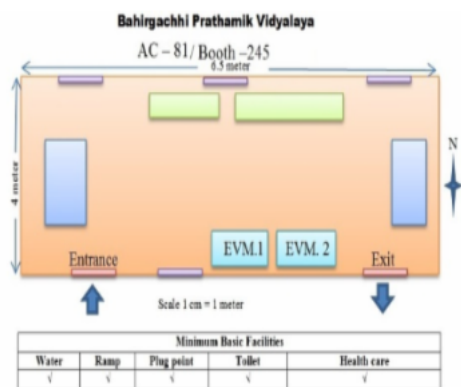 Bahirgachhi Prathamik Vidyalaya
AC – 81/ Booth –245
6.5 meter
4 meter
N
EVM.1 EVM. 2
Entrance Exit
Scale 1 cm = 1 meter
Minimum Basic Facilities
Water Ramp Plug point Toilet Health care
√ √ √ √ √